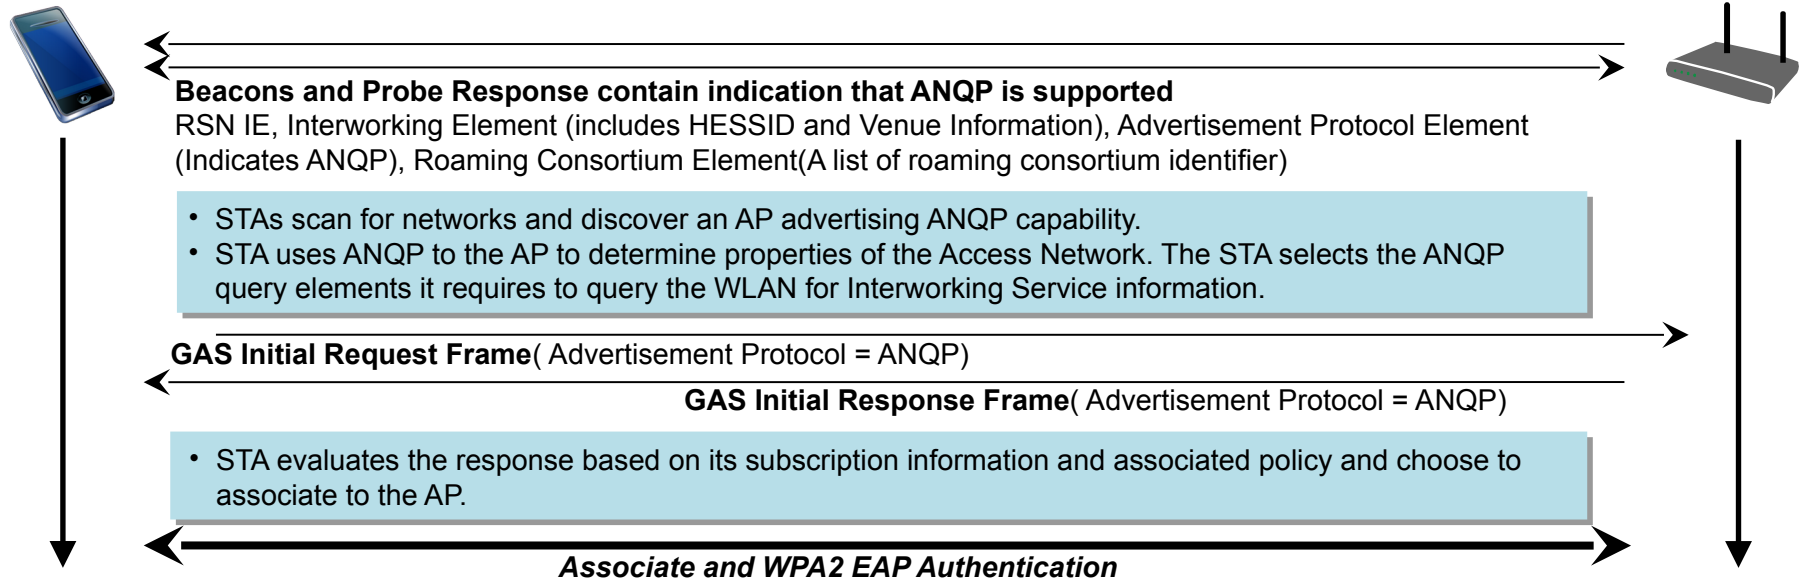 Beacons and Probe Response contain indication that ANQP is supported
RSN IE, Interworking Element (includes HESSID and Venue Information), Advertisement Protocol Element
(Indicates ANQP), Roaming Consortium Element(A list of roaming consortium identifier)
• STAs scan for networks and discover an AP advertising ANQP capability.
• STA uses ANQP to the AP to determine properties of the Access Network. The STA selects the ANQP
query elements it requires to query the WLAN for Interworking Service information.
GAS Initial Request Frame( Advertisement Protocol = ANQP)
GAS Initial Response Frame( Advertisement Protocol = ANQP)
• STA evaluates the response based on its subscription information and associated policy and choose to
associate to the AP.
Associate and WPA2 EAP Authentication